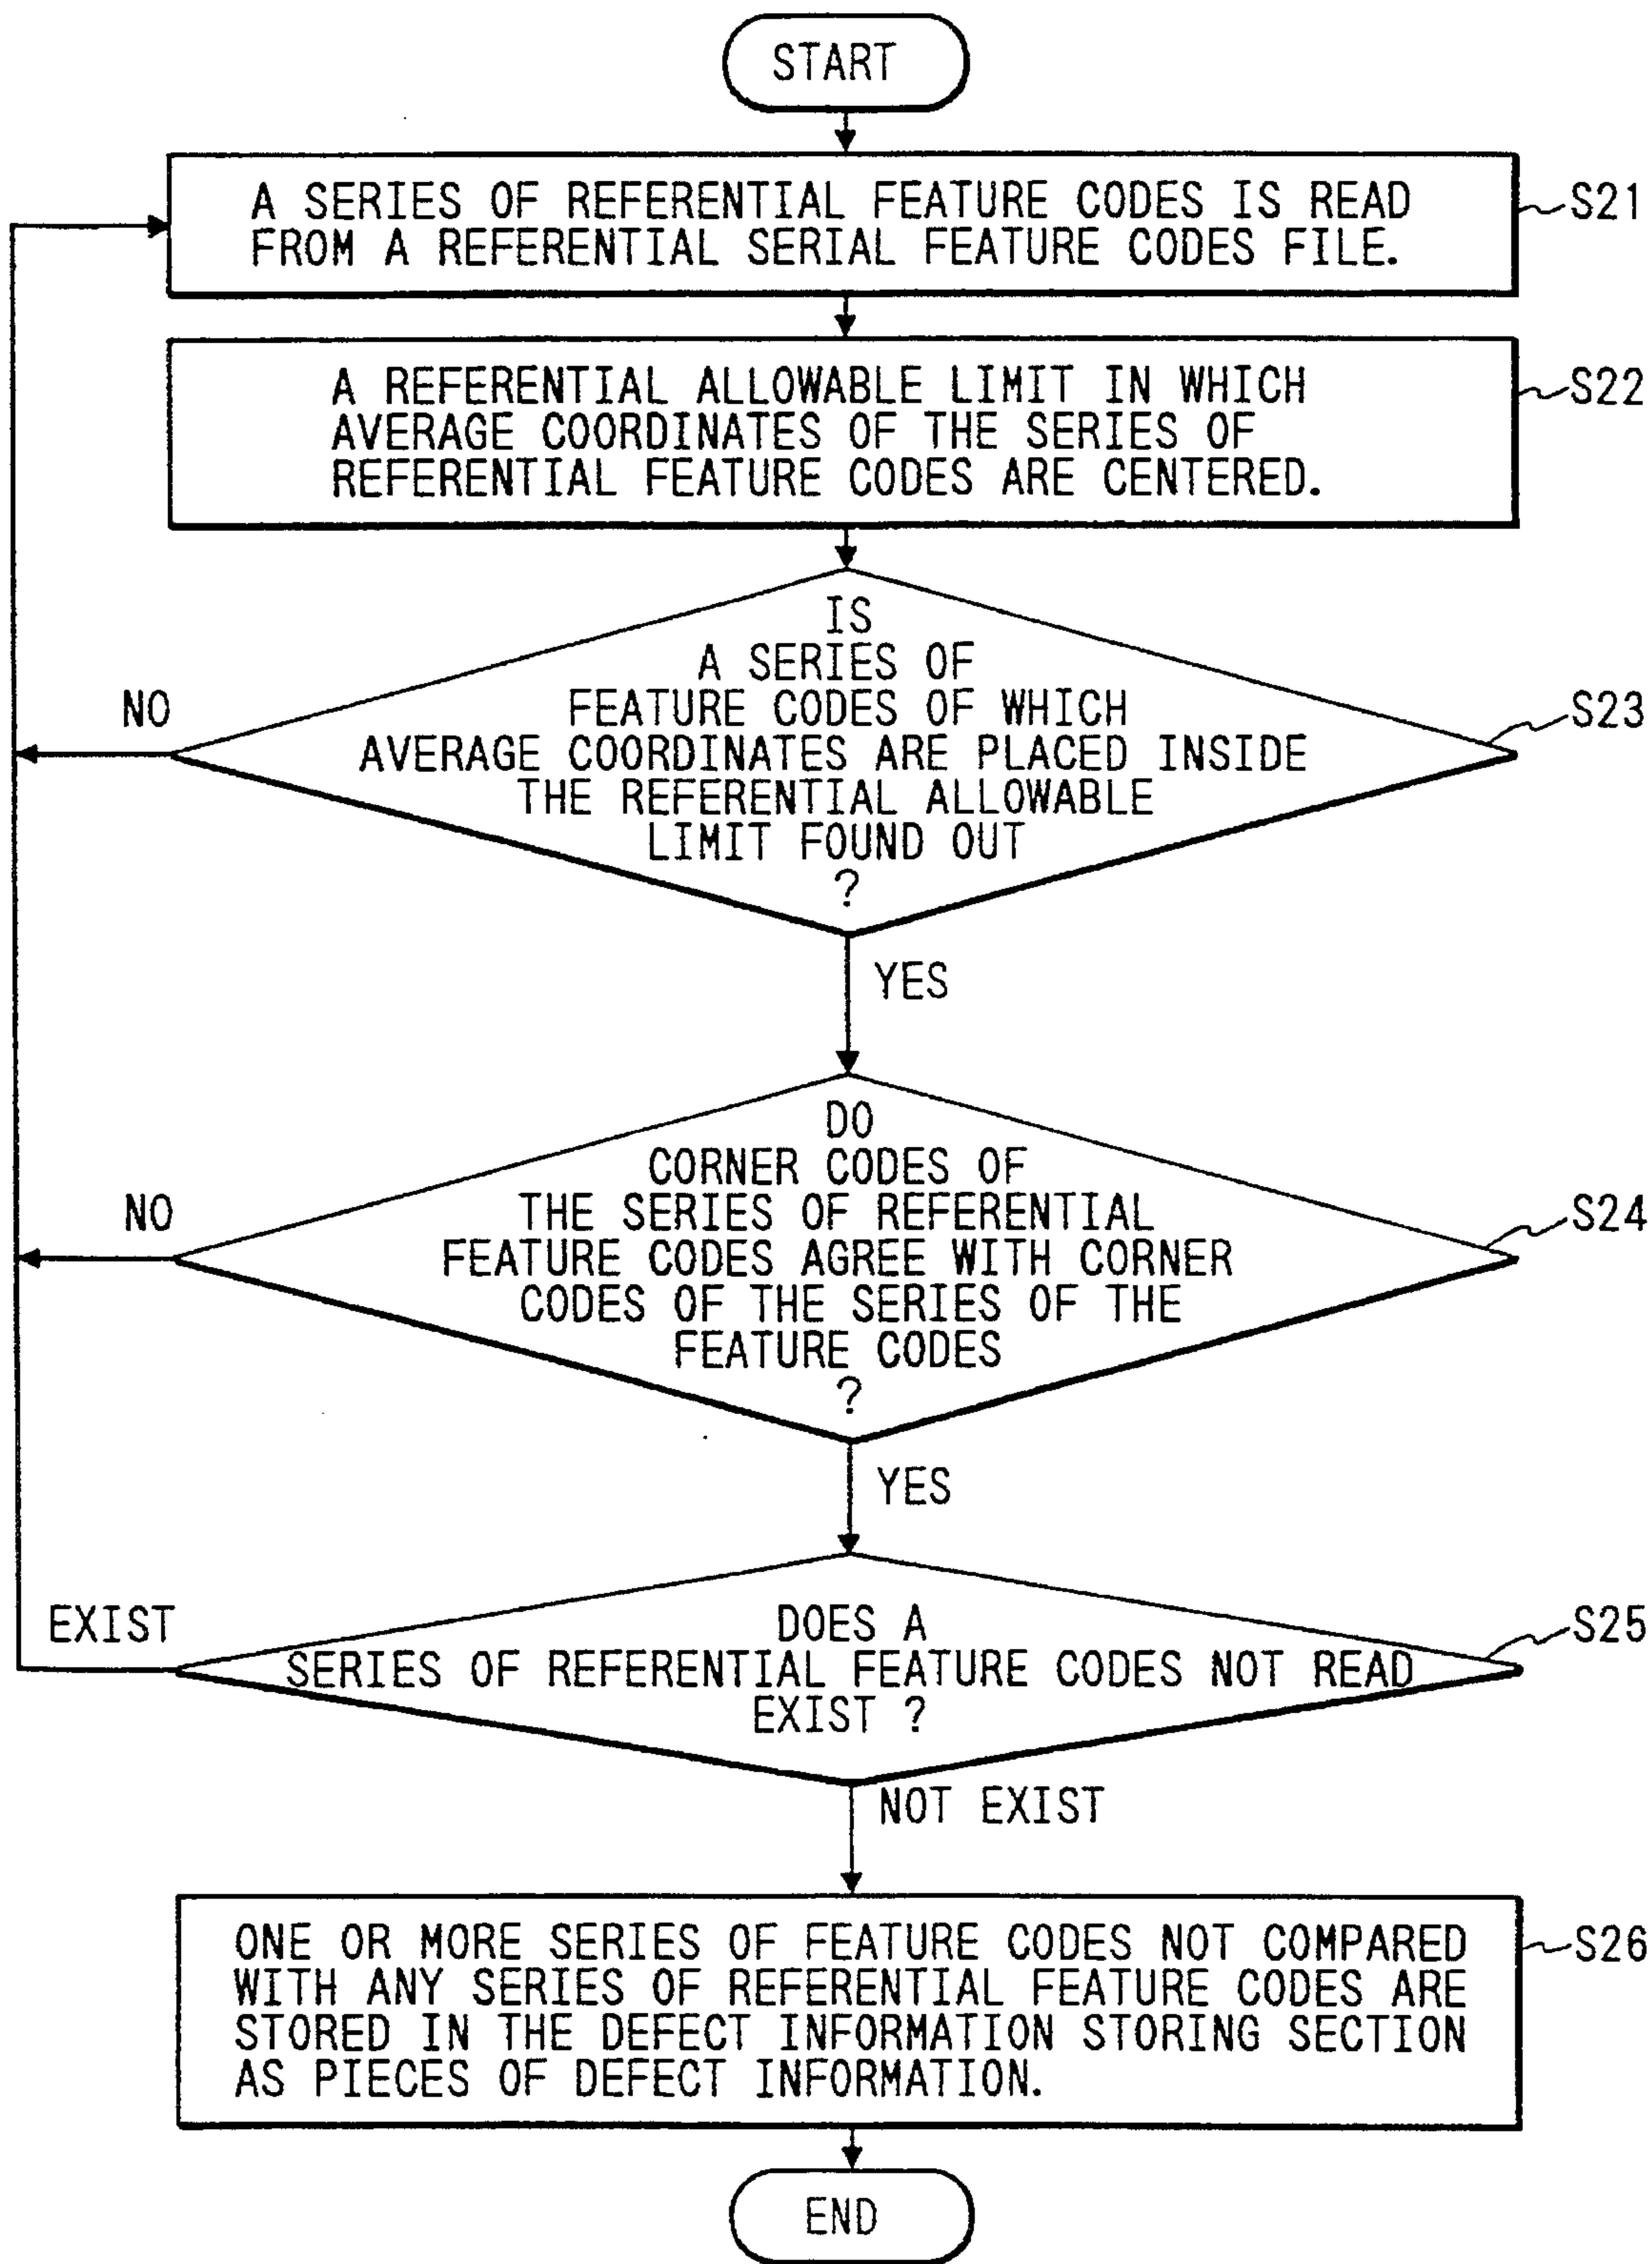 START
A SERIES OF REFERENTIAL FEATURE CODES IS READ
FROM A REFERENTIAL SERIAL FEATURE CODES FILE.
S21
A REFERENTIAL ALLOWABLE LIMIT IN WHICH
AVERAGE COORDINATES OF THE SERIES OF
REFERENTIAL FEATURE CODES ARE CENTERED.
S22
IS
A SERIES OF
FEATURE CODES OF WHICH
AVERAGE COORDINATES ARE PLACED INSIDE
THE REFERENTIAL ALLOWABLE
LIMIT FOUND OUT
?
NO
S23
YES
DO
CORNER CODES OF
THE SERIES OF REFERENTIAL
FEATURE CODES AGREE WITH CORNER
CODES OF THE SERIES OF THE
FEATURE CODES
?
NO
S24
YES
DOES A
SERIES OF REFERENTIAL FEATURE CODES NOT READ
EXIST ?
EXIST
S25
NOT EXIST
ONE OR MORE SERIES OF FEATURE CODES NOT COMPARED
WITH ANY SERIES OF REFERENTIAL FEATURE CODES ARE
STORED IN THE DEFECT INFORMATION STORING SECTION
AS PIECES OF DEFECT INFORMATION.
S26
END